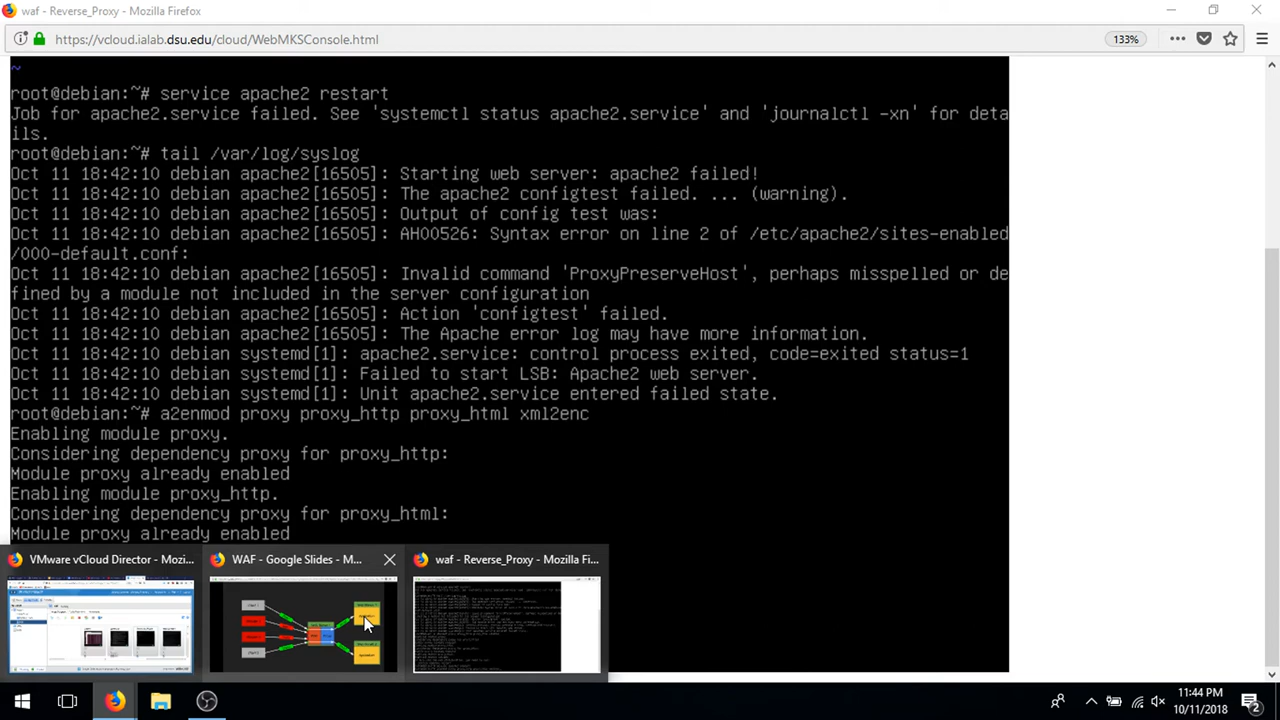 waf - Reverse_Proxy - Mozilla Firefox
https://vcloud.ialab.dsu.edu/cloud/WebMKSConsole.html
133%
~
root@debian:~# service apache2 restart
Job for apache2.service failed. See 'systemctl status apache2.service' and 'journalctl -xn' for deta
ils.
root@debian:~# tail /var/log/syslog
Oct 11 18:42:10 debian apache2[16505]: Starting web server: apache2 failed!
Oct 11 18:42:10 debian apache2[16505]: The apache2 configtest failed. ... (warning).
Oct 11 18:42:10 debian apache2[16505]: Output of config test was:
Oct 11 18:42:10 debian apache2[16505]: AH00526: Syntax error on line 2 of /etc/apache2/sites-enabled
/000-default.conf:
Oct 11 18:42:10 debian apache2[16505]: Invalid command 'ProxyPreserveHost', perhaps misspelled or de
fined by a module not included in the server configuration
Oct 11 18:42:10 debian apache2[16505]: Action 'configtest' failed.
Oct 11 18:42:10 debian apache2[16505]: The Apache error log may have more information.
Oct 11 18:42:10 debian systemd[1]: apache2.service: control process exited, code=exited status=1
Oct 11 18:42:10 debian systemd[1]: Failed to start LSB: Apache2 web server.
Oct 11 18:42:10 debian systemd[1]: Unit apache2.service entered failed state.
root@debian:~# a2enmod proxy proxy_http proxy_html xml2enc
Enabling module proxy.
Considering dependency proxy for proxy_http:
Module proxy already enabled
Enabling module proxy_http.
Considering dependency proxy for proxy_html:
Module proxy already enabled
VMware vCloud Director - Mozi...
WAF - Google Slides - M...
waf - Reverse_Proxy - Mozilla Fi...
11:44 PM
10/11/2018
2